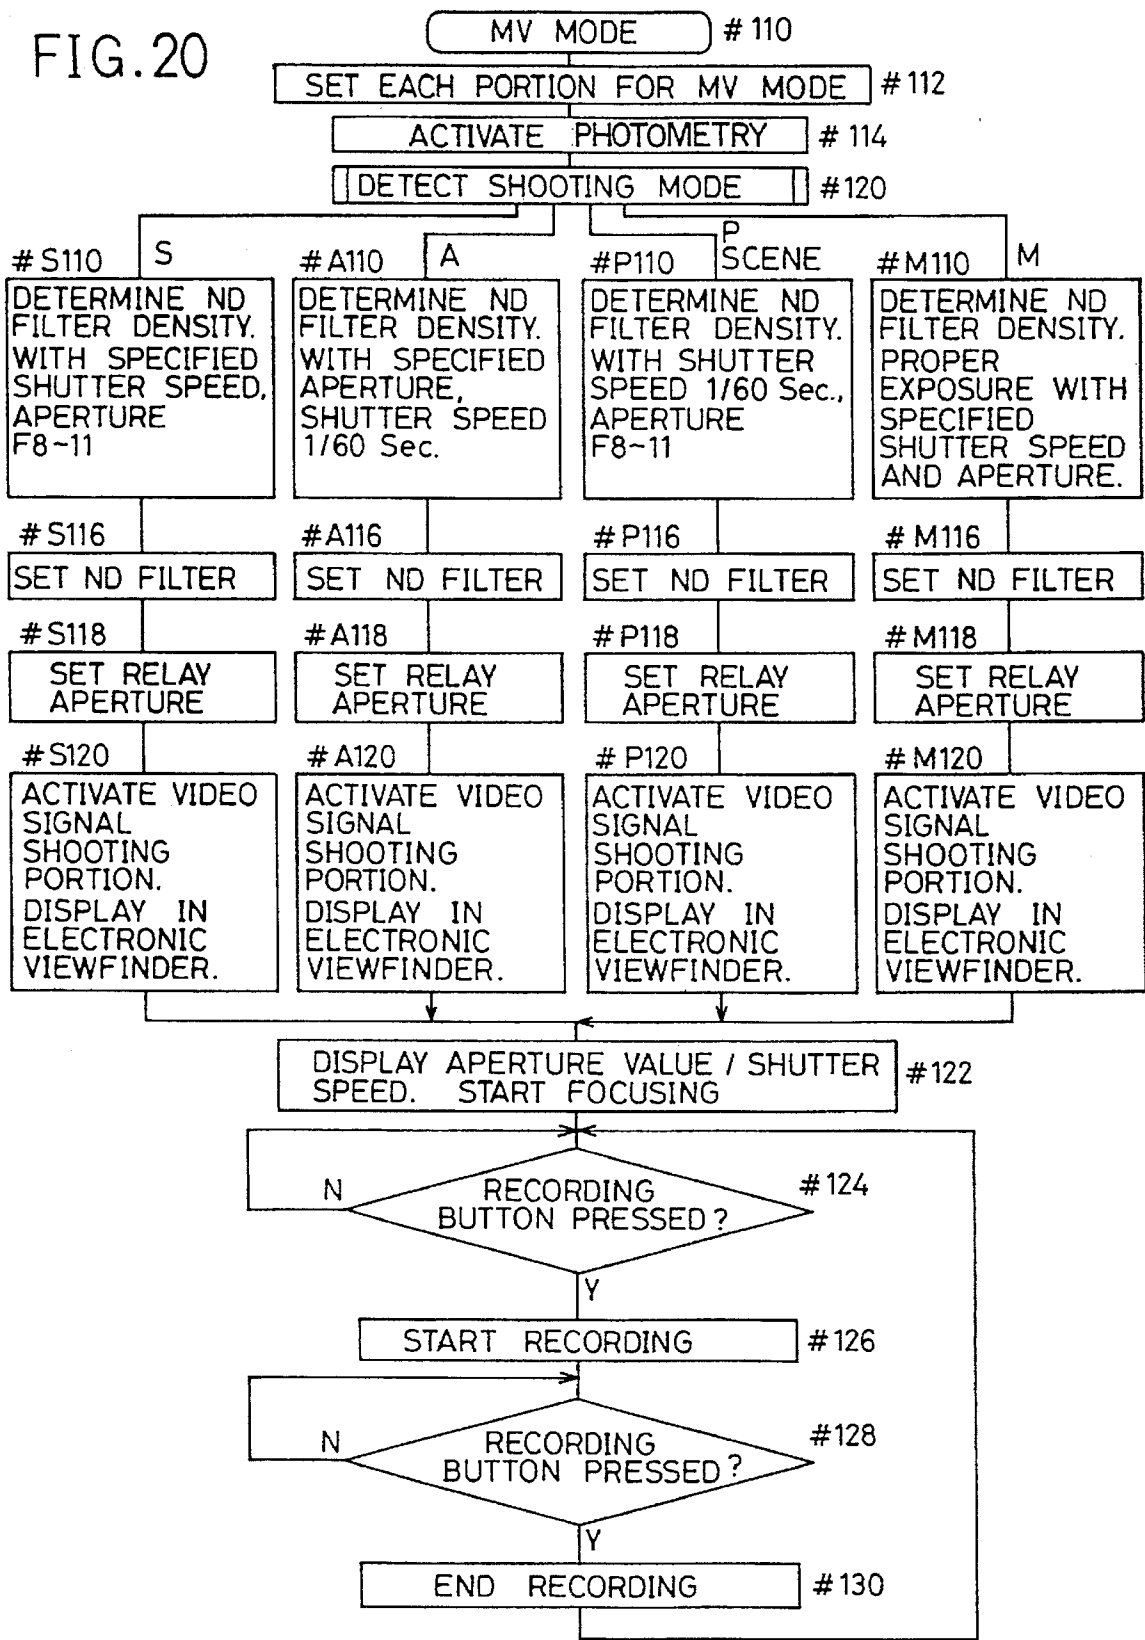 FIG.20
MV MODE #110
SET EACH PORTION FOR MV MODE #112
ACTIVATE PHOTOMETRY #114
DETECT SHOOTING MODE #120
#S110 S
DETERMINE ND
FILTER DENSITY.
WITH SPECIFIED
SHUTTER SPEED,
APERTURE
F8~11
#S116
SET ND FILTER
#S118
SET RELAY
APERTURE
#S120
ACTIVATE VIDEO
SIGNAL
SHOOTING
PORTION.
DISPLAY IN
ELECTRONIC
VIEWFINDER.
#A110 A
DETERMINE ND
FILTER DENSITY.
WITH SPECIFIED
APERTURE,
SHUTTER SPEED
1/60 Sec.
#A116
SET ND FILTER
#A118
SET RELAY
APERTURE
#A120
ACTIVATE VIDEO
SIGNAL
SHOOTING
PORTION.
DISPLAY IN
ELECTRONIC
VIEWFINDER.
P
#P110 SCENE
DETERMINE ND
FILTER DENSITY.
WITH SHUTTER
SPEED 1/60 Sec.,
APERTURE
F8~11
#P116
SET ND FILTER
#P118
SET RELAY
APERTURE
#P120
ACTIVATE VIDEO
SIGNAL
SHOOTING
PORTION.
DISPLAY IN
ELECTRONIC
VIEWFINDER.
#M110 M
DETERMINE ND
FILTER DENSITY.
PROPER
EXPOSURE WITH
SPECIFIED
SHUTTER SPEED
AND APERTURE.
#M116
SET ND FILTER
#M118
SET RELAY
APERTURE
#M120
ACTIVATE VIDEO
SIGNAL
SHOOTING
PORTION.
DISPLAY IN
ELECTRONIC
VIEWFINDER.
DISPLAY APERTURE VALUE / SHUTTER
SPEED. START FOCUSING
#122
N
RECORDING
BUTTON PRESSED?
#124
Y
START RECORDING #126
N
RECORDING
BUTTON PRESSED?
#128
Y
END RECORDING #130